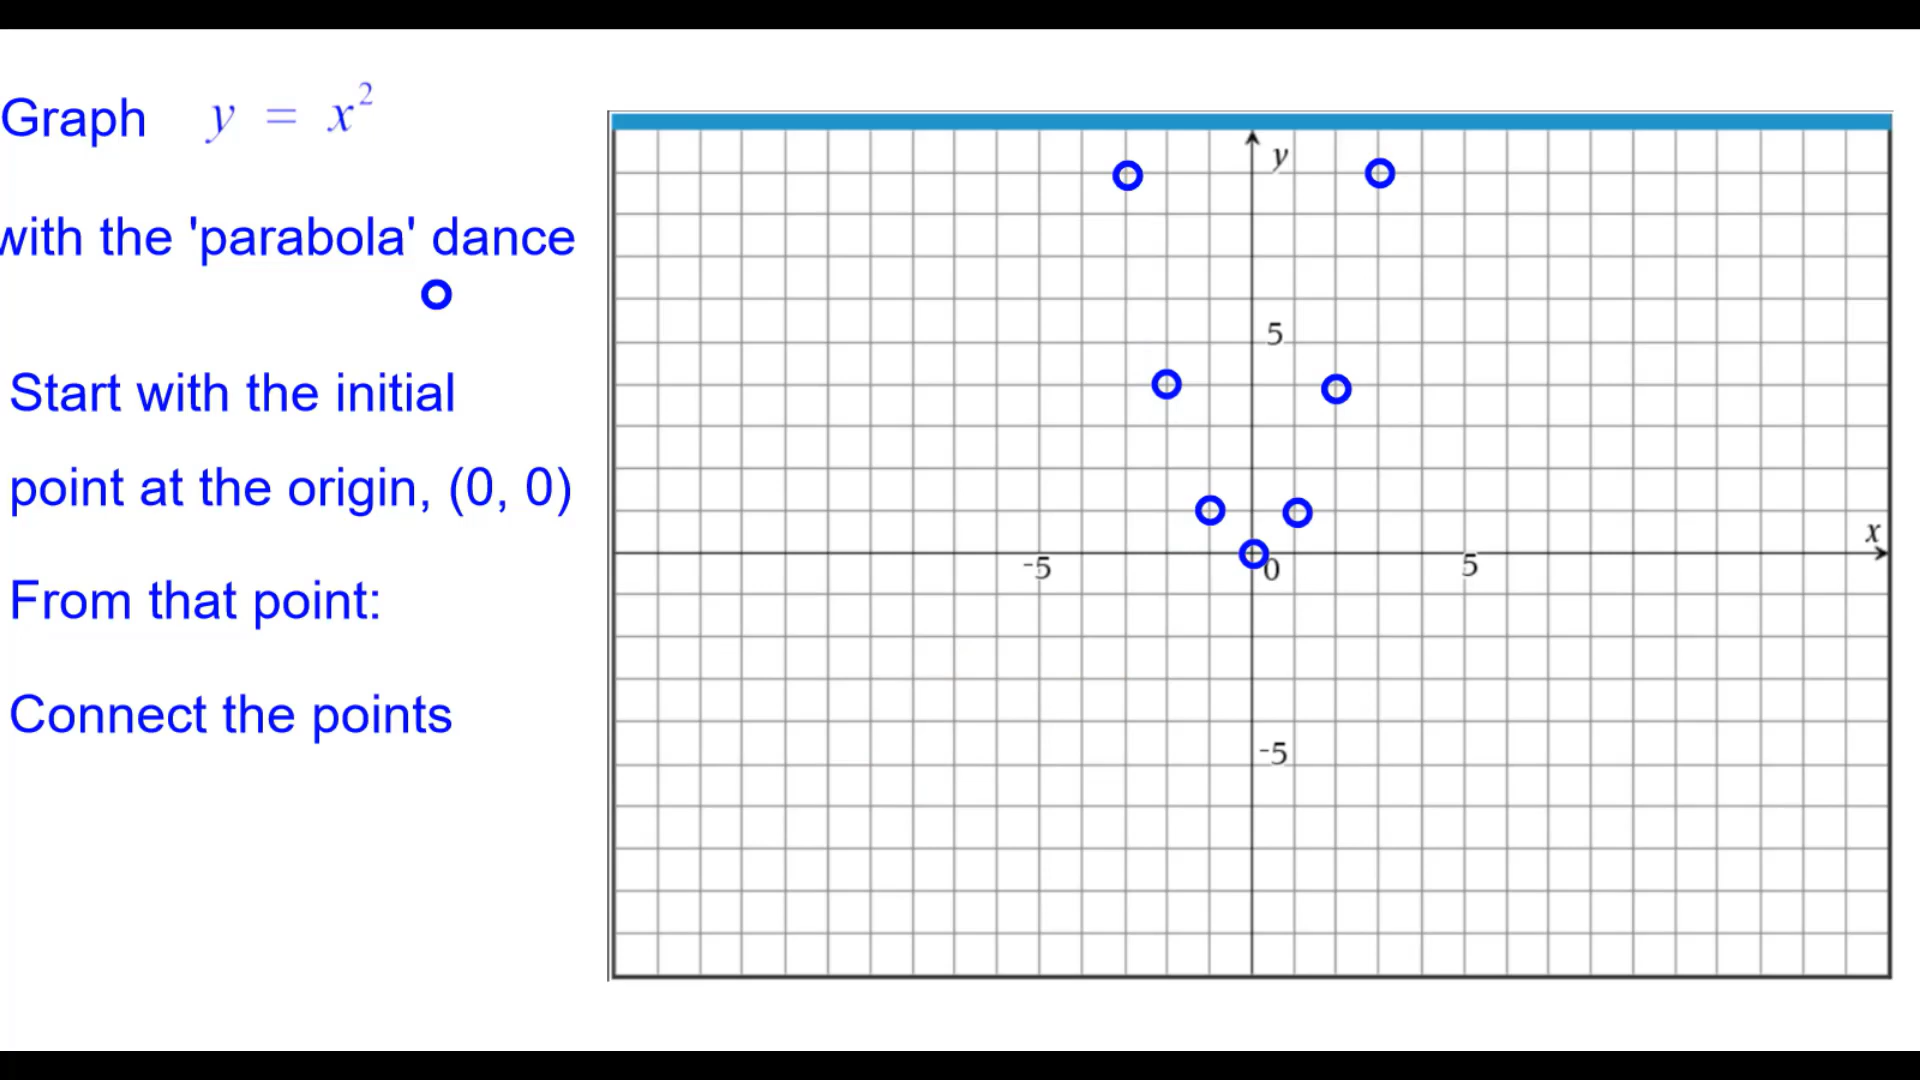 Graph y = x²
with the 'parabola' dance
Start with the initial
point at the origin, (0, 0)
From that point:
Connect the points
y
5
x
-5
0
5
-5